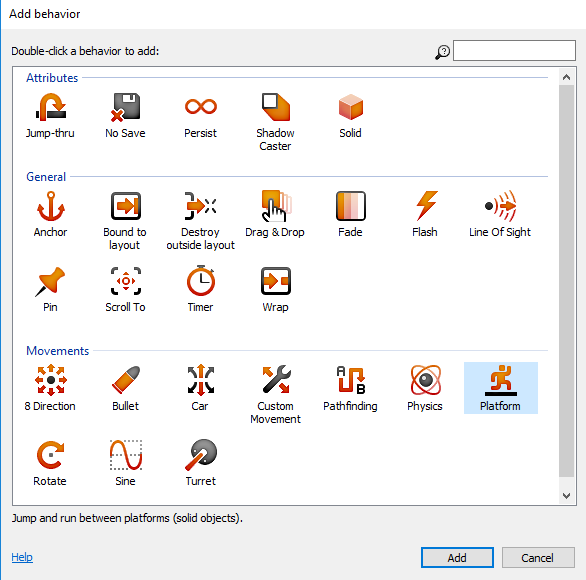 Add behavior
Double-click a behavior to add:
Attributes
Jump-thru
No Save
Persist
Shadow
Caster
Solid
General
Anchor
Bound to
layout
Destroy
outside layout
Drag & Drop
Fade
Flash
Line Of Sight
Pin
Scroll To
Timer
Wrap
Movements
8 Direction
Bullet
Car
Custom
Movement
A
B
Pathfinding
Physics
Platform
Rotate
Sine
Turret
Jump and run between platforms (solid objects).
Help
Add
Cancel